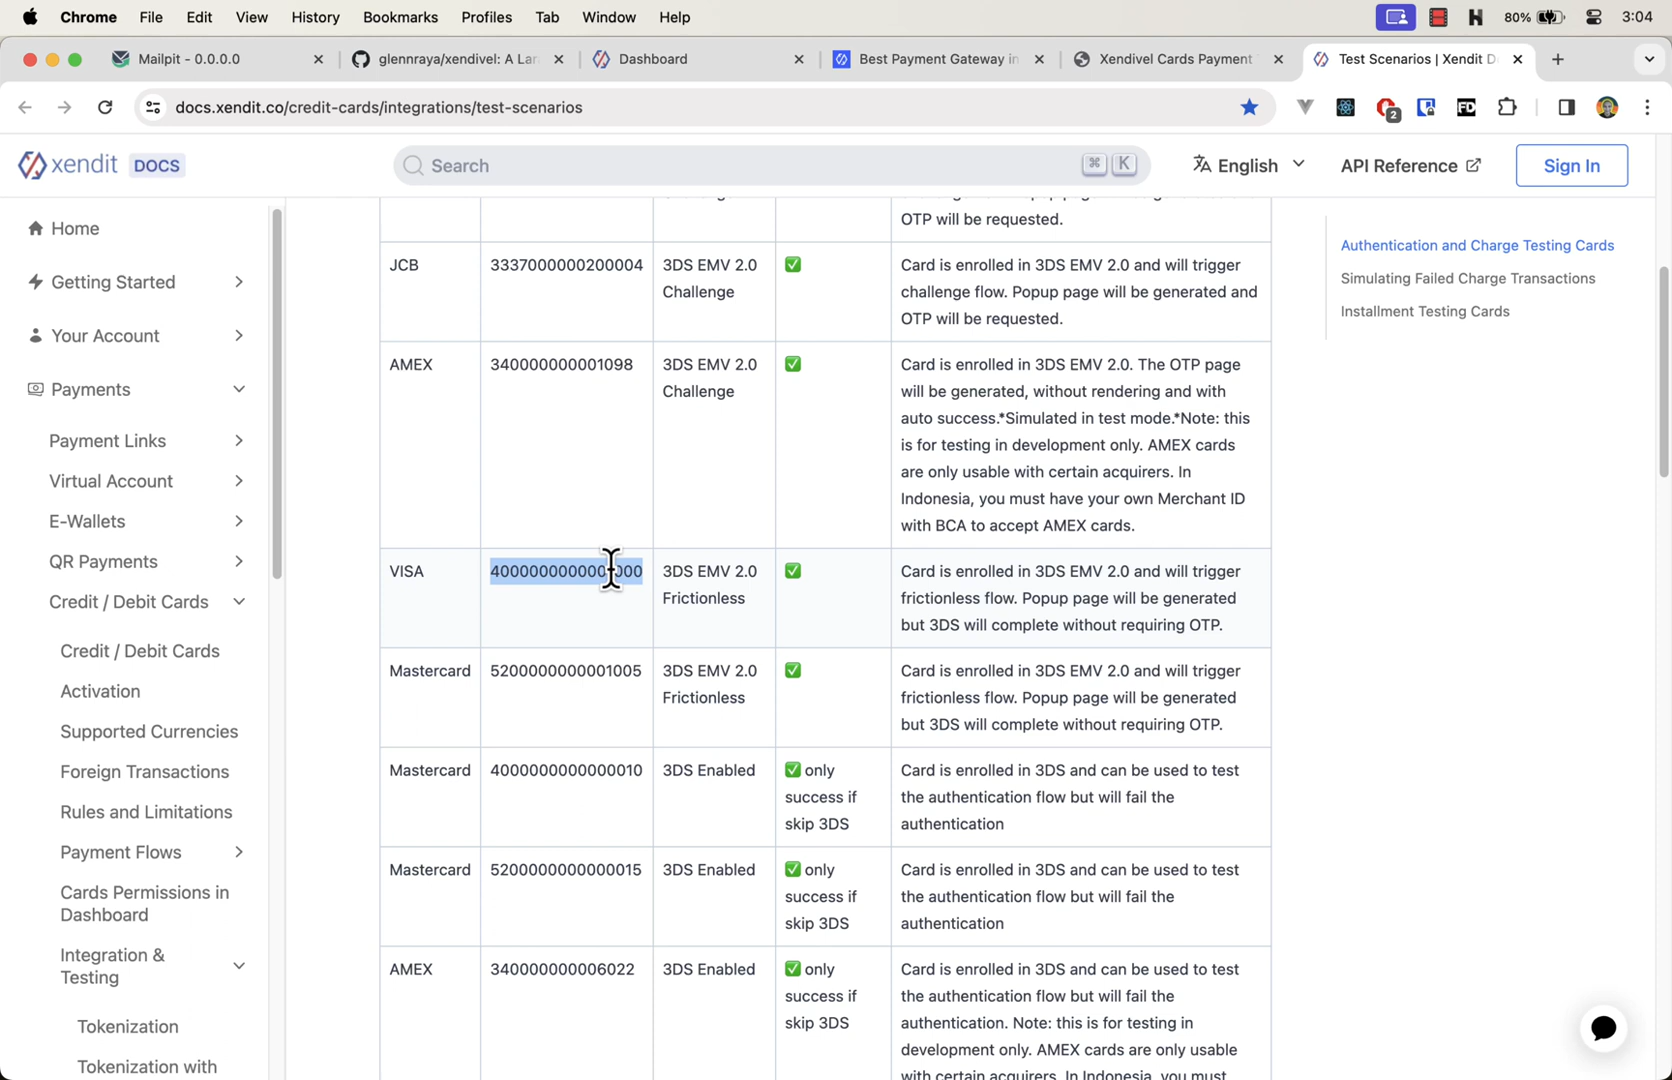 Chrome File Edit View History Bookmarks Profiles Tab Window Help 80% 3:04
Mailpit - 0.0.0.0 glennraya/xendivel: A Lar Dashboard Best Payment Gateway in Xendivel Cards Payment Test Scenarios | Xendit D
docs.xendit.co/credit-cards/integrations/test-scenarios 2 FD
xendit DOCS Search ⌘ K English API Reference Sign In
Home
Getting Started
Your Account
Payments
Payment Links
Virtual Account
E-Wallets
QR Payments
Credit / Debit Cards
Credit / Debit Cards
Activation
Supported Currencies
Foreign Transactions
Rules and Limitations
Payment Flows
Cards Permissions in
Dashboard
Integration &
Testing
Tokenization
Tokenization with
OTP will be requested.
JCB 3337000000200004 3DS EMV 2.0 ✅ Card is enrolled in 3DS EMV 2.0 and will trigger
Challenge challenge flow. Popup page will be generated and
OTP will be requested.
AMEX 340000000001098 3DS EMV 2.0 ✅ Card is enrolled in 3DS EMV 2.0. The OTP page
Challenge will be generated, without rendering and with
auto success.*Simulated in test mode.*Note: this
is for testing in development only. AMEX cards
are only usable with certain acquirers. In
Indonesia, you must have your own Merchant ID
with BCA to accept AMEX cards.
VISA 3DS EMV 2.0 ✅ Card is enrolled in 3DS EMV 2.0 and will trigger
Frictionless frictionless flow. Popup page will be generated
but 3DS will complete without requiring OTP.
Mastercard 5200000000001005 3DS EMV 2.0 ✅ Card is enrolled in 3DS EMV 2.0 and will trigger
Frictionless frictionless flow. Popup page will be generated
but 3DS will complete without requiring OTP.
Mastercard 4000000000000010 3DS Enabled ✅ only Card is enrolled in 3DS and can be used to test
success if the authentication flow but will fail the
skip 3DS authentication
Mastercard 5200000000000015 3DS Enabled ✅ only Card is enrolled in 3DS and can be used to test
success if the authentication flow but will fail the
skip 3DS authentication
AMEX 340000000006022 3DS Enabled ✅ only Card is enrolled in 3DS and can be used to test
success if the authentication flow but will fail the
skip 3DS authentication. Note: this is for testing in
development only. AMEX cards are only usable
with certain acquirers. In Indonesia, you must
Authentication and Charge Testing Cards
Simulating Failed Charge Transactions
Installment Testing Cards